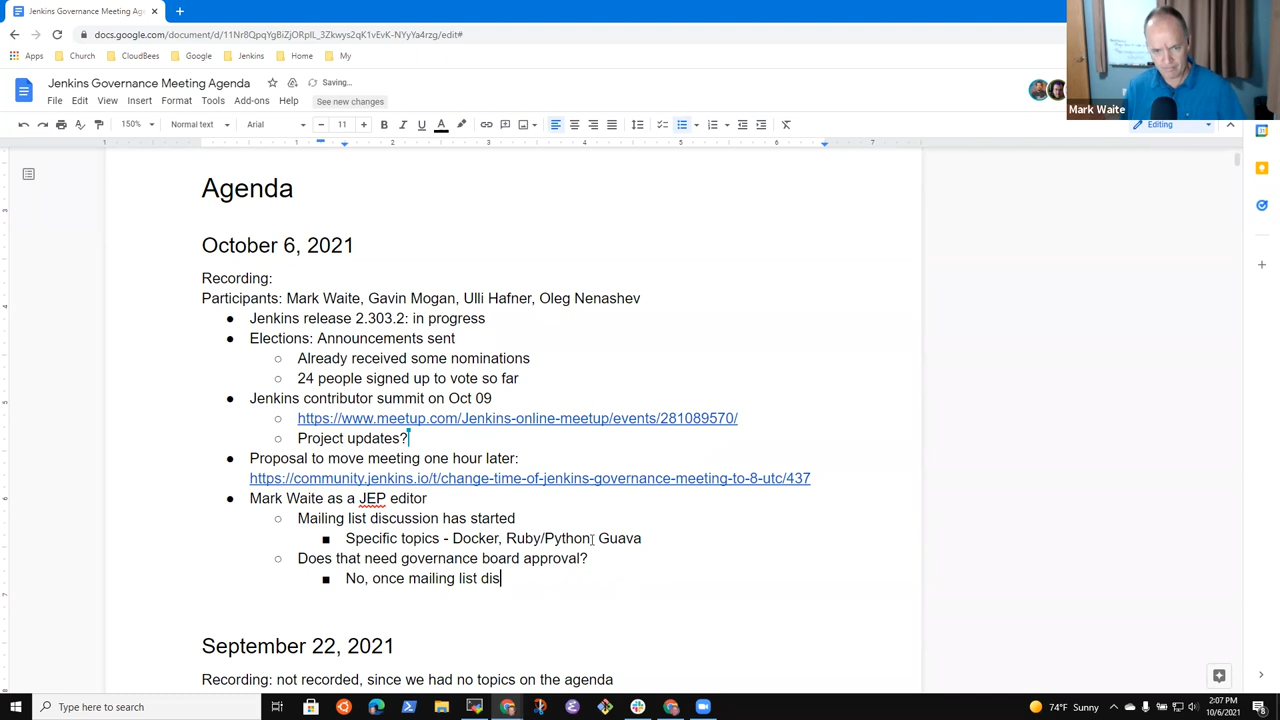 Jenkins Governance Meeting Age
docs.google.com/document/d/11Nr8QpqYgBiZjORpIL_3Zkwys2qK1vEvK-NYyYa4rzg/edit#
Apps Church CloudBees Google Jenkins Home My
Jenkins Governance Meeting Agenda Saving...
File Edit View Insert Format Tools Add-ons Help See new changes
Mark Waite
150% Normal text Arial 11 Editing
Agenda
October 6, 2021
Recording:
Participants: Mark Waite, Gavin Mogan, Ulli Hafner, Oleg Nenashev
● Jenkins release 2.303.2: in progress
● Elections: Announcements sent
○ Already received some nominations
○ 24 people signed up to vote so far
● Jenkins contributor summit on Oct 09
○ https://www.meetup.com/Jenkins-online-meetup/events/281089570/
○ Project updates?
● Proposal to move meeting one hour later:
https://community.jenkins.io/t/change-time-of-jenkins-governance-meeting-to-8-utc/437
● Mark Waite as a JEP editor
○ Mailing list discussion has started
■ Specific topics - Docker, Ruby/Python, Guava
○ Does that need governance board approval?
■ No, once mailing list dis
September 22, 2021
Recording: not recorded, since we had no topics on the agenda
Type here to search
74°F Sunny
2:07 PM
10/6/2021